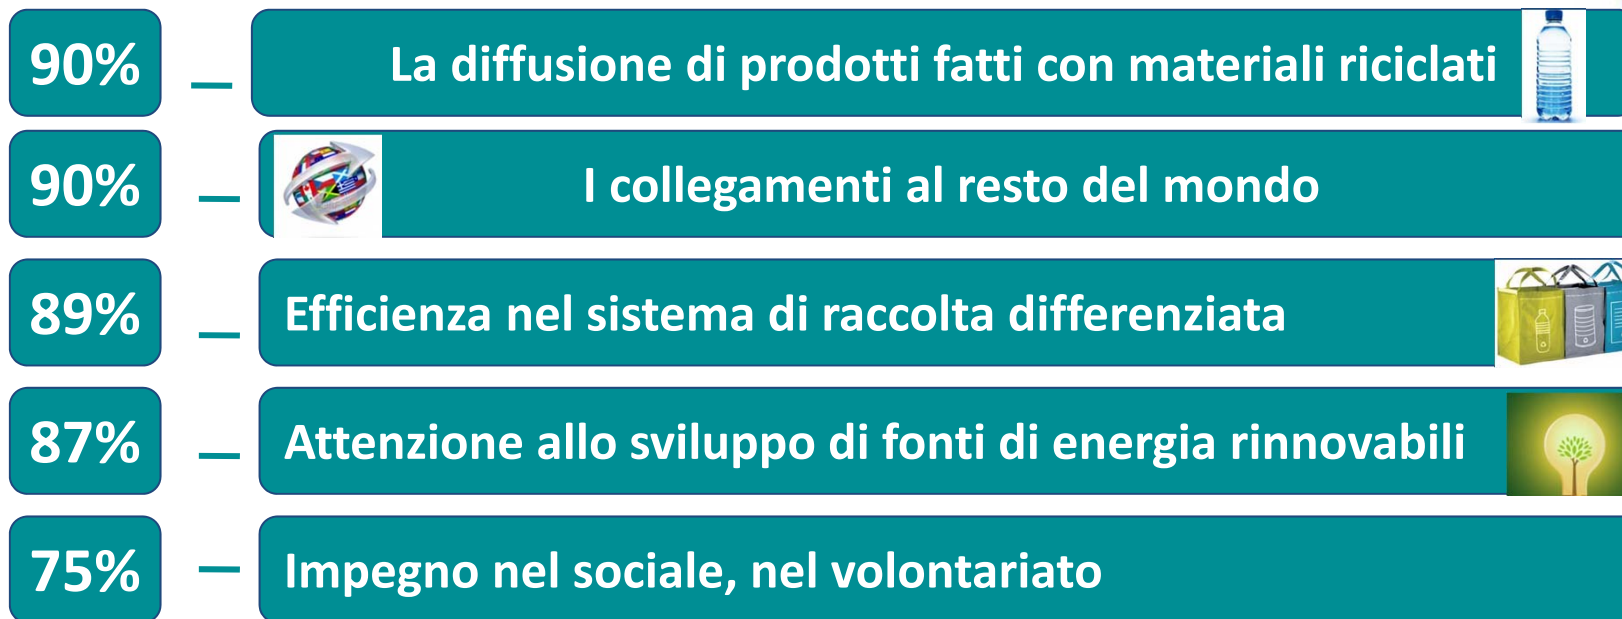 90% La diffusione di prodotti fatti con materiali riciclati
90% I collegamenti al resto del mondo
89% Efficienza nel sistema di raccolta differenziata
87% Attenzione allo sviluppo di fonti di energia rinnovabili
75% Impegno nel sociale, nel volontariato